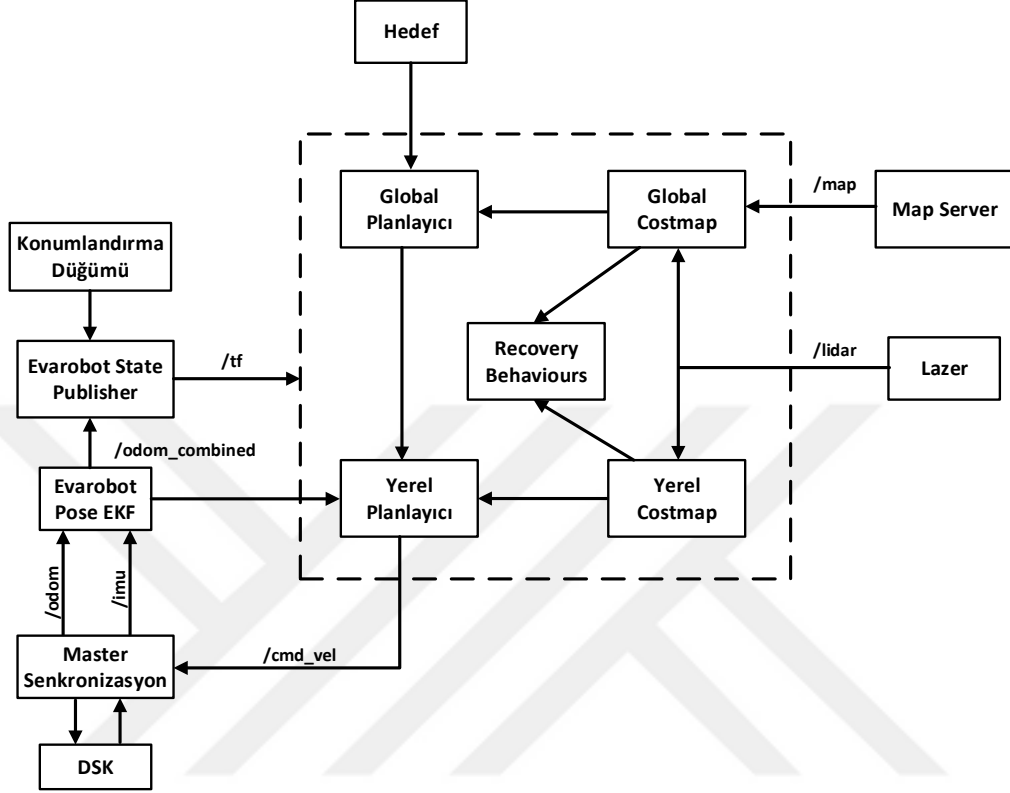 Hedef
Global
Planlayıcı
Global
Costmap
/map
Map Server
Konumlandırma
Düğümü
Evarobot State
Publisher
/tf
Recovery
Behaviours
/lidar
Lazer
/odom_combined
Evarobot
Pose EKF
Yerel
Planlayıcı
Yerel
Costmap
/odom
/imu
Master
Senkronizasyon
/cmd_vel
DSK